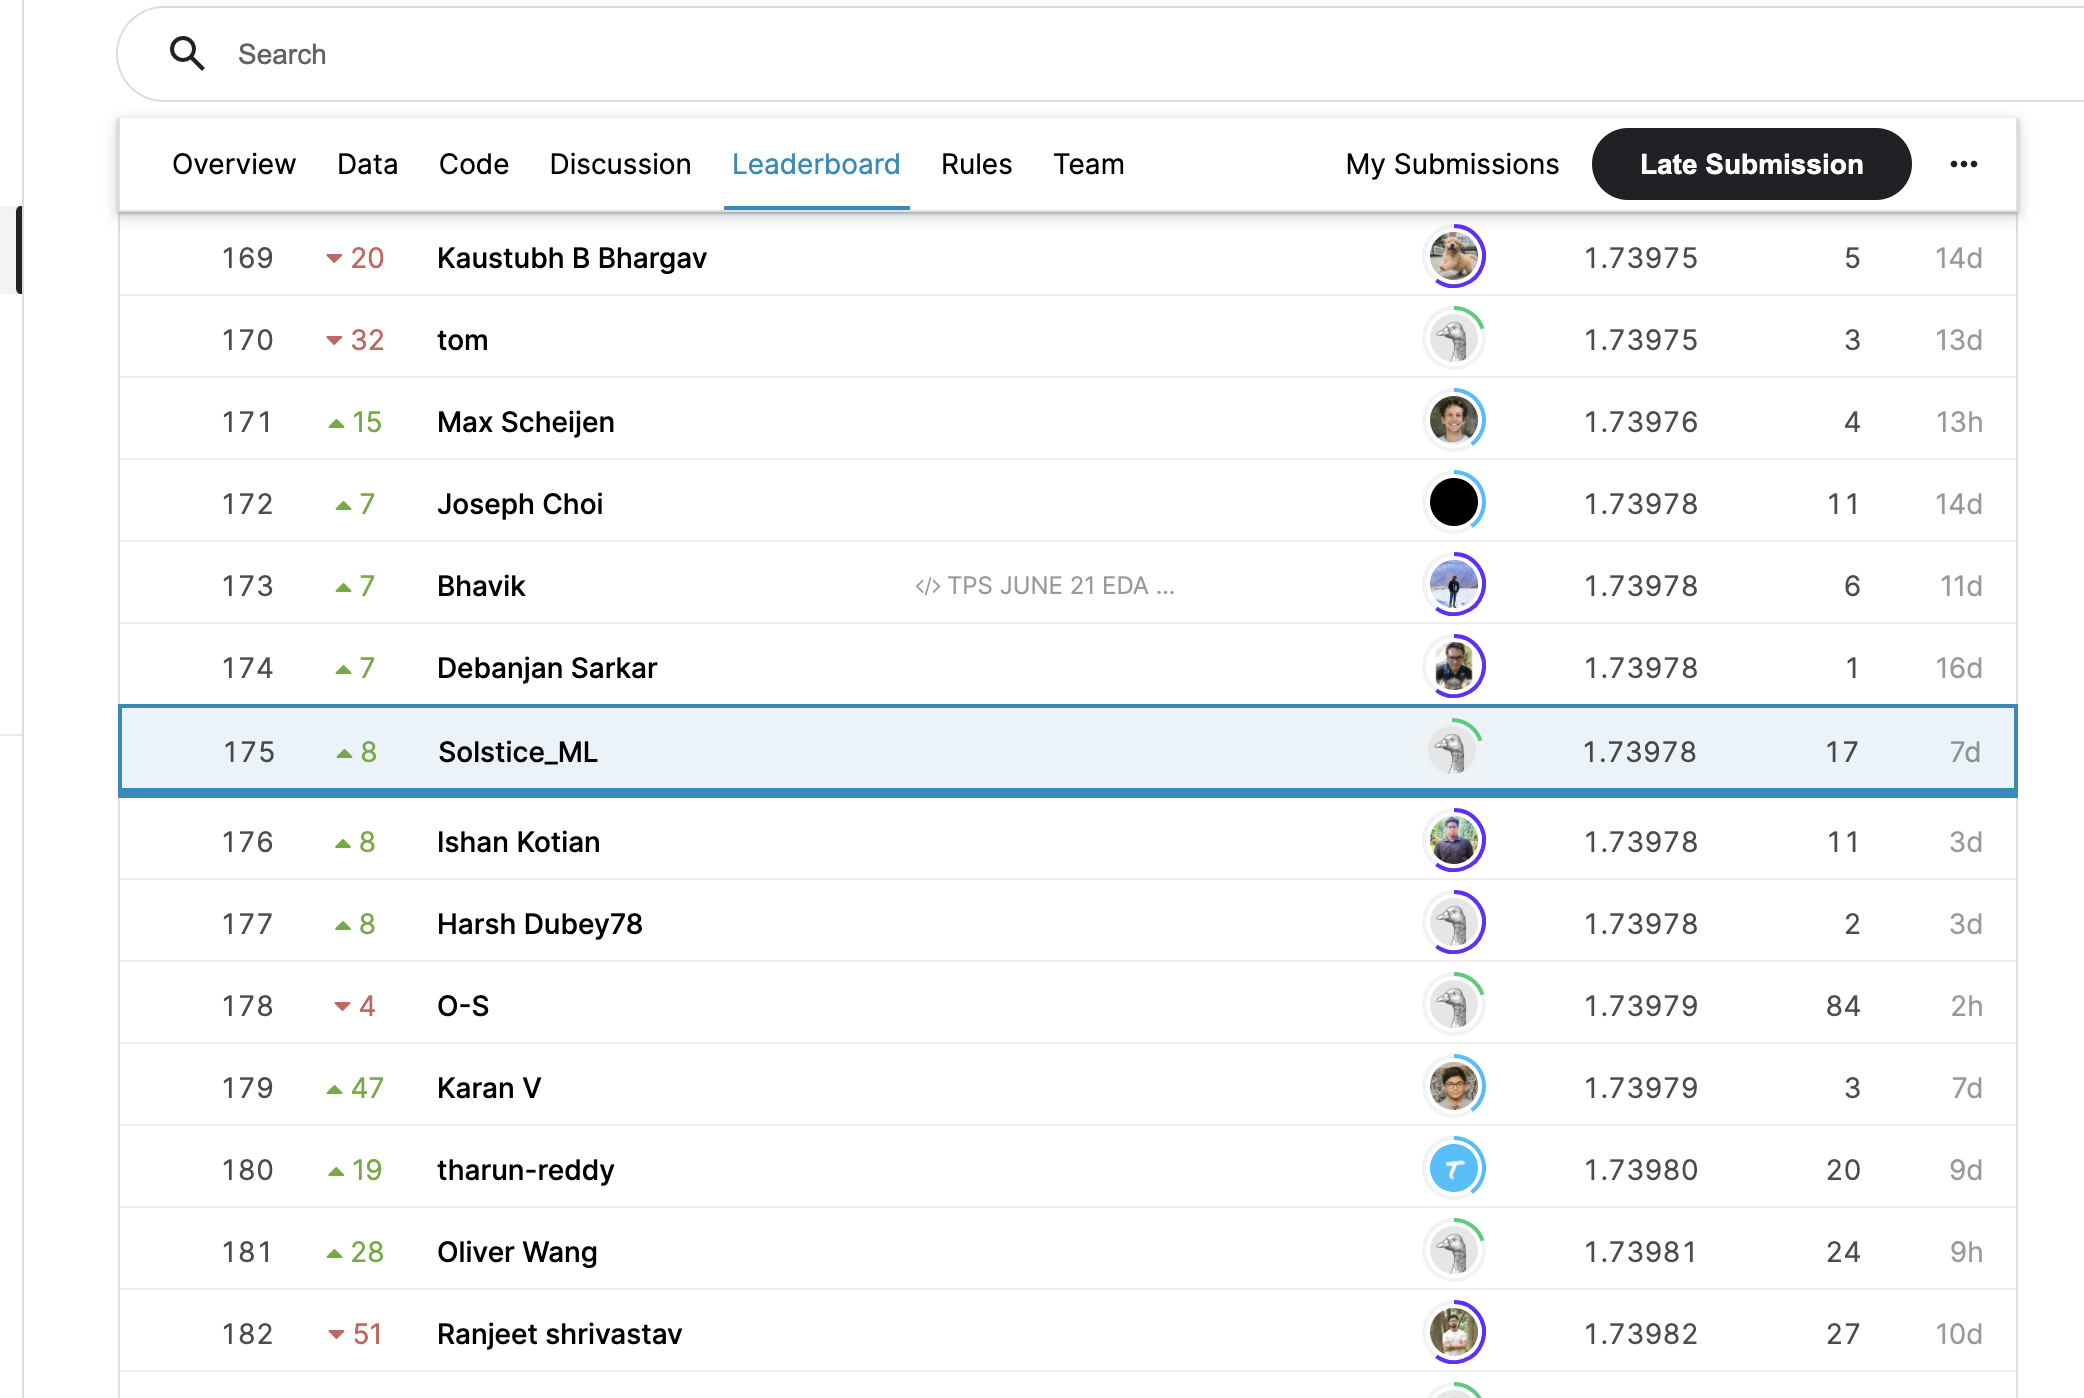 Search
Overview Data Code Discussion Leaderboard Rules Team My Submissions Late Submission •••
169 ▼ 20 Kaustubh B Bhargav 1.73975 5 14d
170 ▼ 32 tom 1.73975 3 13d
171 ▲ 15 Max Scheijen 1.73976 4 13h
172 ▲ 7 Joseph Choi 1.73978 11 14d
173 ▲ 7 Bhavik </> TPS JUNE 21 EDA ... 1.73978 6 11d
174 ▲ 7 Debanjan Sarkar 1.73978 1 16d
175 ▲ 8 Solstice_ML 1.73978 17 7d
176 ▲ 8 Ishan Kotian 1.73978 11 3d
177 ▲ 8 Harsh Dubey78 1.73978 2 3d
178 ▼ 4 O-S 1.73979 84 2h
179 ▲ 47 Karan V 1.73979 3 7d
180 ▲ 19 tharun-reddy T 1.73980 20 9d
181 ▲ 28 Oliver Wang 1.73981 24 9h
182 ▼ 51 Ranjeet shrivastav 1.73982 27 10d